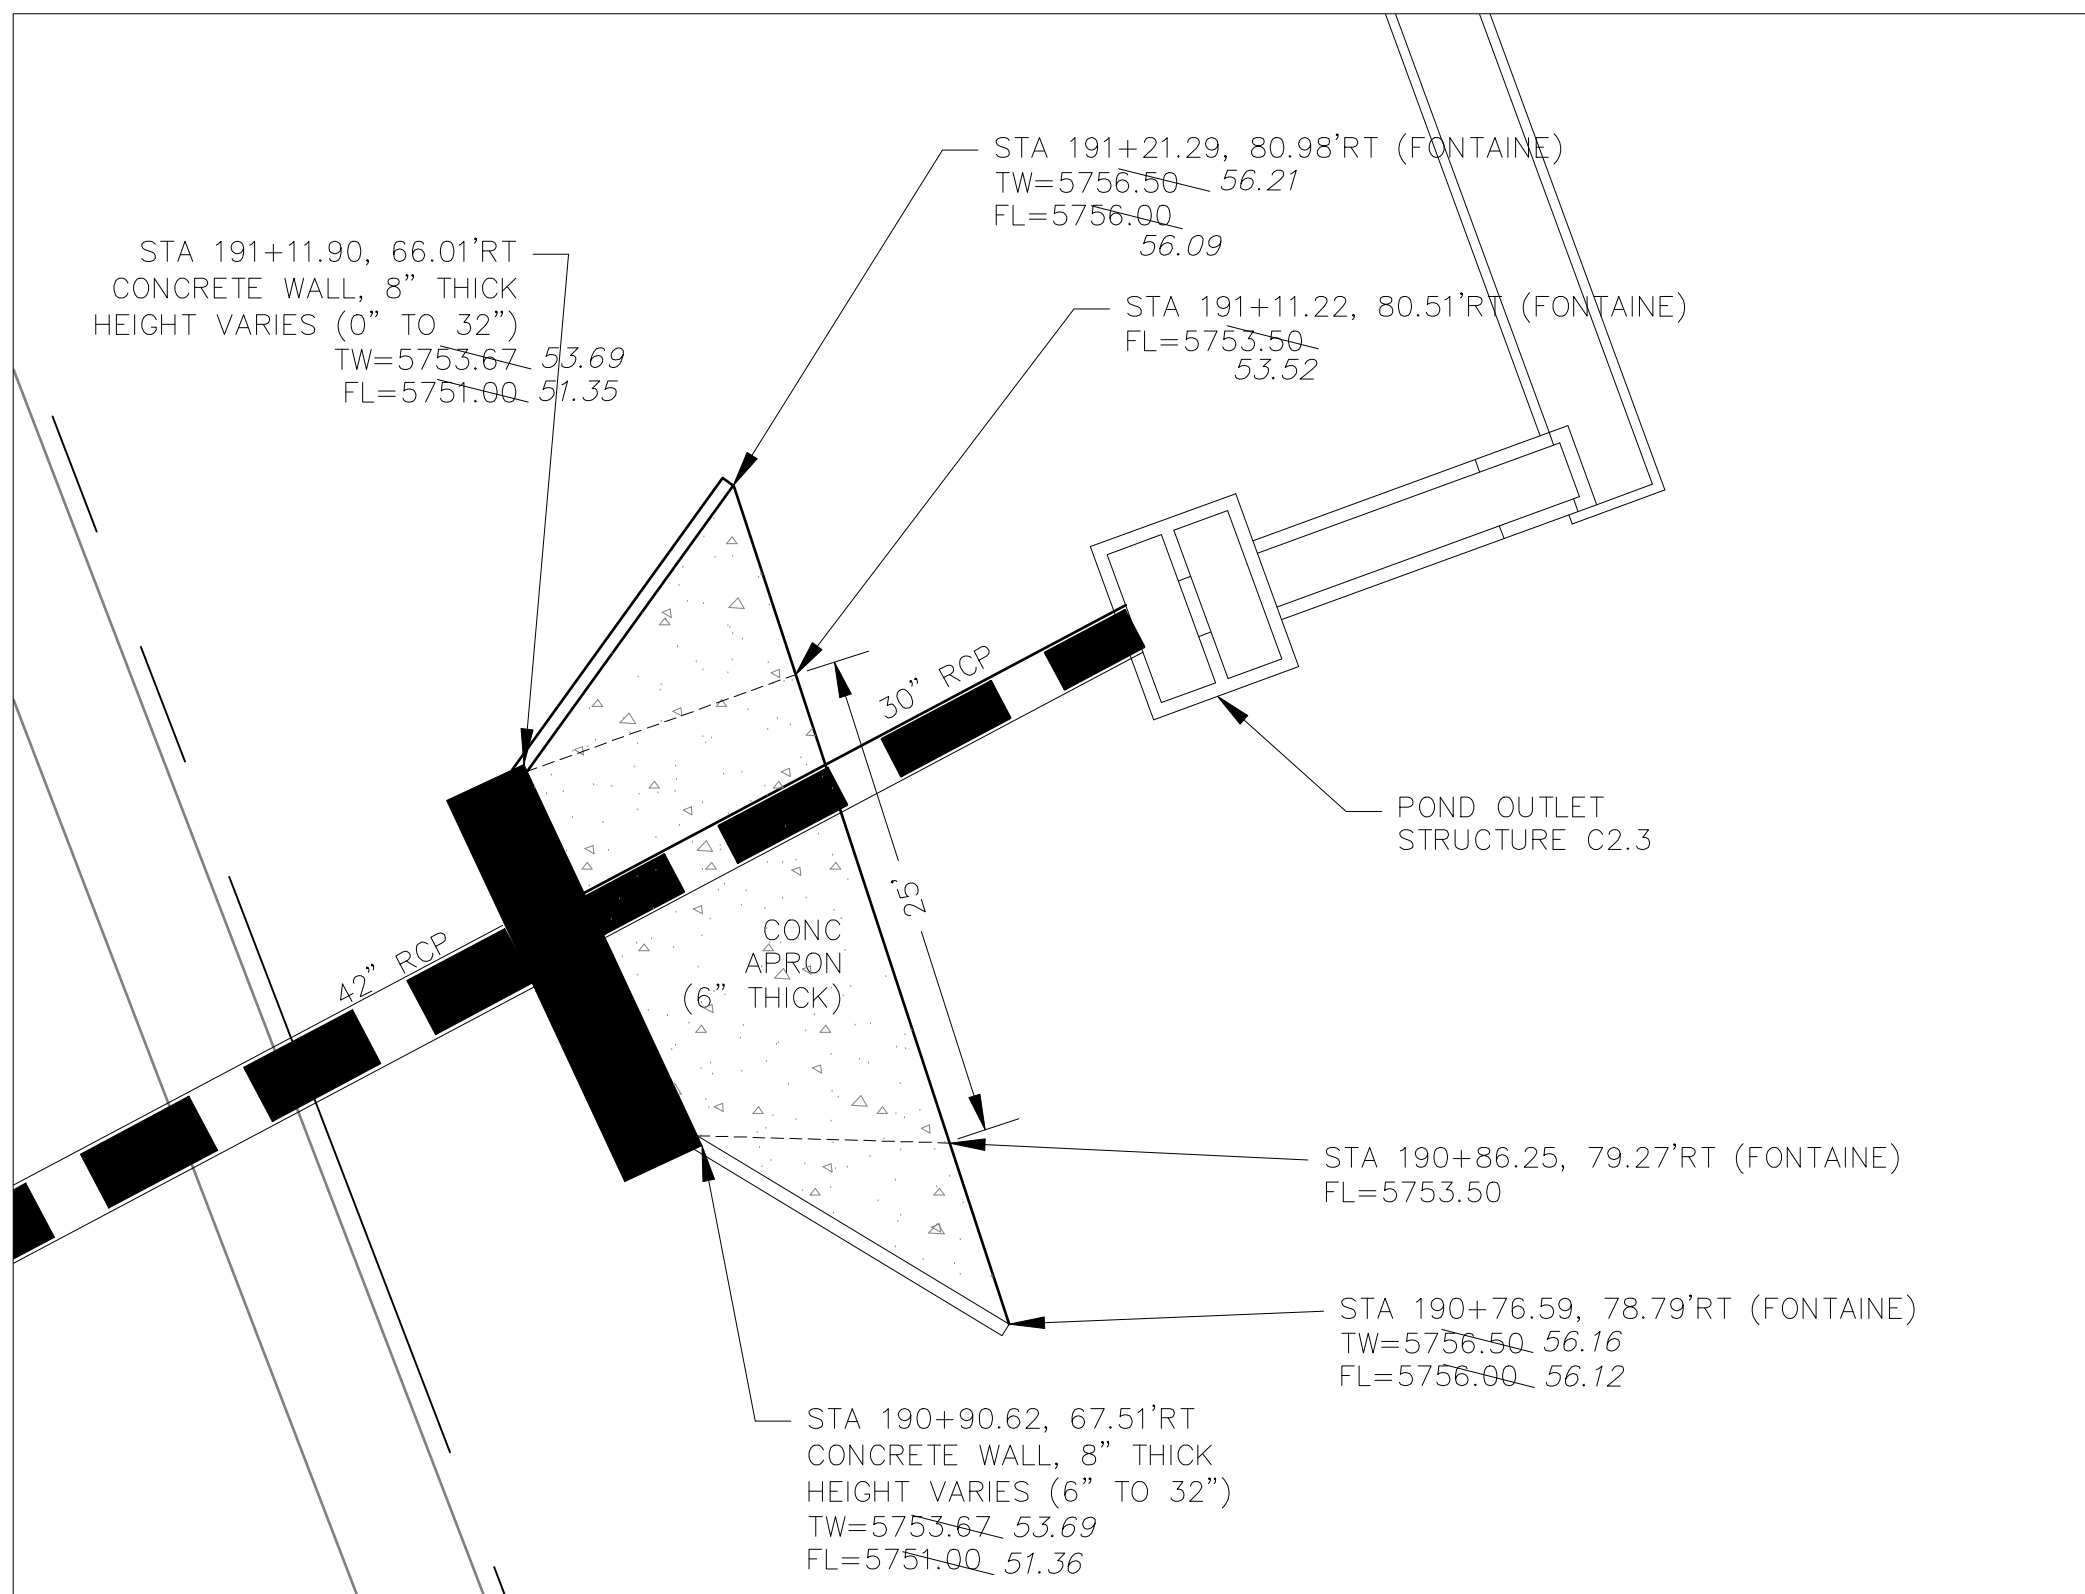 STA 191+21.29, 80.98'RT (FONTAINE)
TW=5756.50 56.21
FL=5756.00
56.09
STA 191+11.90, 66.01'RT
CONCRETE WALL, 8" THICK
HEIGHT VARIES (0" TO 32")
TW=5753.67 53.69
FL=5751.00 51.35
STA 191+11.22, 80.51'RT (FONTAINE)
FL=5753.50
53.52
30" RCP
POND OUTLET
STRUCTURE C2.3
25'
42" RCP
CONC
APRON
(6" THICK)
STA 190+86.25, 79.27'RT (FONTAINE)
FL=5753.50
STA 190+76.59, 78.79'RT (FONTAINE)
TW=5756.50 56.16
FL=5756.00 56.12
STA 190+90.62, 67.51'RT
CONCRETE WALL, 8" THICK
HEIGHT VARIES (6" TO 32")
TW=5753.67 53.69
FL=5751.00 51.36